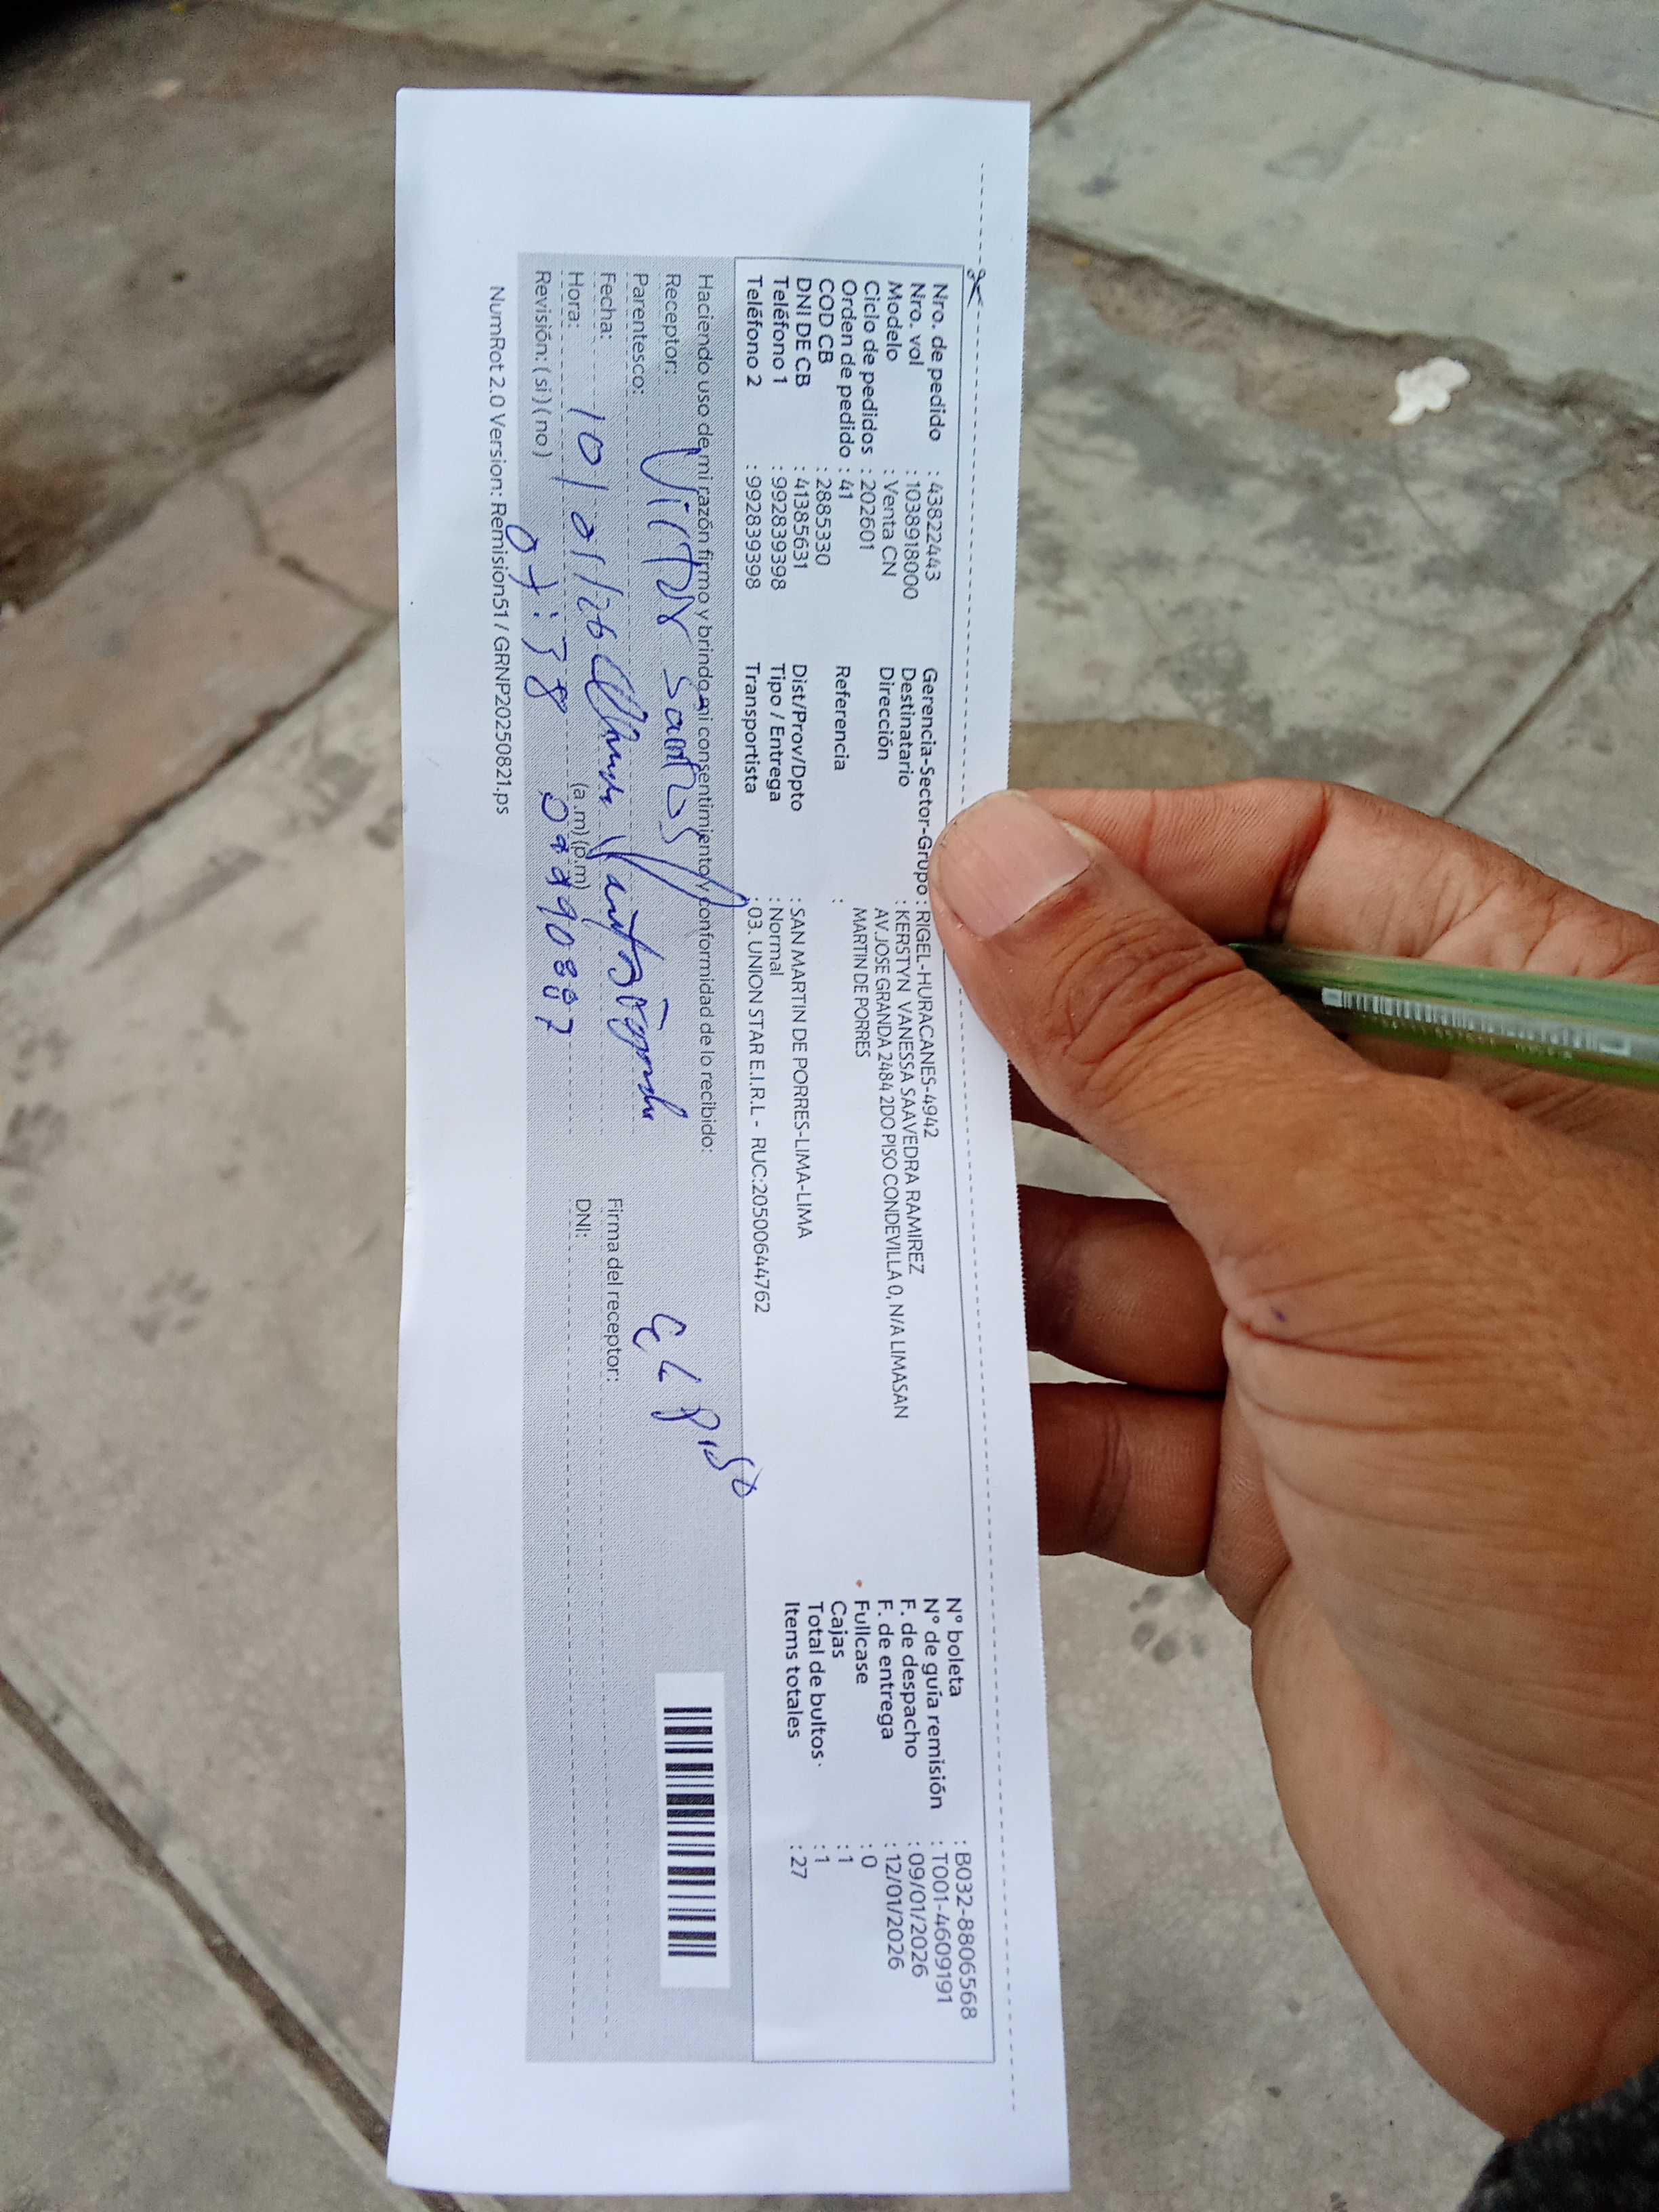 Nro. de pedido : 43822443
Nro. vol : 1038918000
Modelo : Venta CN
Ciclo de pedidos : 202601
Orden de pedido : 41
COD CB : 2885330
DNI DE CB : 41385631
Teléfono 1 : 992839398
Teléfono 2 : 992839398
Gerencia-Sector-Grupo : RIGEL-HURACANES-4942
Destinatario : KERSTYN VANESSA SAAVEDRA RAMIREZ
Dirección AV.JOSE GRANDA 2484 2DO PISO CONDEVILLA 0, N/A LIMASAN
MARTIN DE PORRES
Referencia :
Dist/Prov/Dpto : SAN MARTIN DE PORRES-LIMA-LIMA
Tipo / Entrega : Normal
Transportista : 03. UNION STAR E.I.R.L - RUC:20500644762
N° boleta : B032-8806568
N° de guía remisión : T001-4609191
F. de despacho : 09/01/2026
F. de entrega : 12/01/2026
Fullcase : 0
Cajas : 1
Total de bultos : 1
Items totales : 27
Haciendo uso de mi razón firmo y brindo mi consentimiento y conformidad de lo recibido:
Receptor: Victor Santos
Parentesco:
Fecha: 10/01/26
Hora: (a.m)(p.m)
Revisión: (si)(no)
Firma del receptor:
DNI:
NumRot 2.0 Version: Remision51 / GRNP20250821.ps